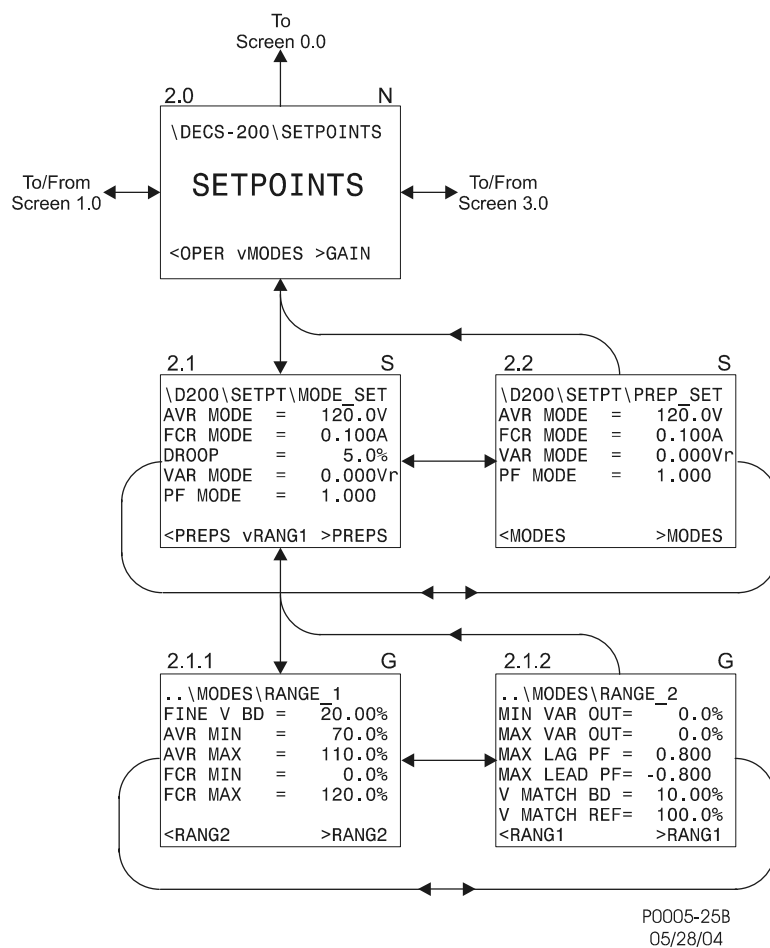 To
Screen 0.0
2.0 N
\DECS-200\SETPOINTS
SETPOINTS
<OPER vMODES >GAIN
To/From
Screen 1.0
To/From
Screen 3.0
2.1 S
\D200\SETPT\MODE_SET
AVR MODE = 120.0V
FCR MODE = 0.100A
DROOP = 5.0%
VAR MODE = 0.000Vr
PF MODE = 1.000
<PREPS vRANG1 >PREPS
2.2 S
\D200\SETPT\PREP_SET
AVR MODE = 120.0V
FCR MODE = 0.100A
VAR MODE = 0.000Vr
PF MODE = 1.000
<MODES >MODES
2.1.1 G
..\MODES\RANGE_1
FINE V BD = 20.00%
AVR MIN = 70.0%
AVR MAX = 110.0%
FCR MIN = 0.0%
FCR MAX = 120.0%
<RANG2 >RANG2
2.1.2 G
..\MODES\RANGE_2
MIN VAR OUT= 0.0%
MAX VAR OUT= 0.0%
MAX LAG PF = 0.800
MAX LEAD PF= -0.800
V MATCH BD = 10.00%
V MATCH REF= 100.0%
<RANG1 >RANG1
P0005-25B
05/28/04